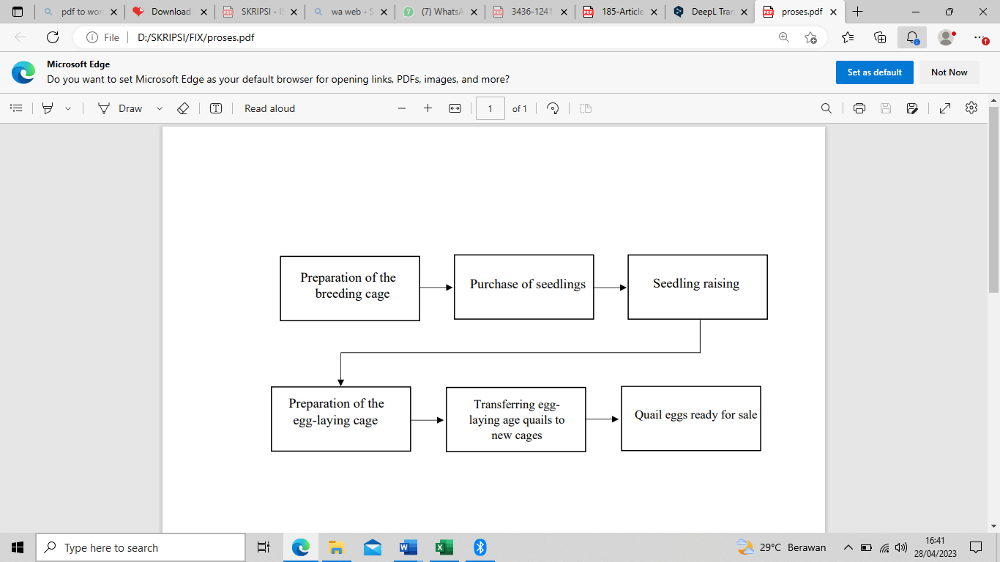 pdf to wor
Download
SKRIPSI - IS
wa web - S
(7) WhatsA
3436-1241
185-Article
DeepL Tran
proses.pdf
File
D:/SKRIPSI/FIX/proses.pdf
Microsoft Edge
Do you want to set Microsoft Edge as your default browser for opening links, PDFs, images, and more?
Set as default
Not Now
Draw
Read aloud
1
of 1
Preparation of the
breeding cage
Purchase of seedlings
Seedling raising
Preparation of the
egg-laying cage
Transferring egg-
laying age quails to
new cages
Quail eggs ready for sale
Type here to search
29°C Berawan
16:41
28/04/2023